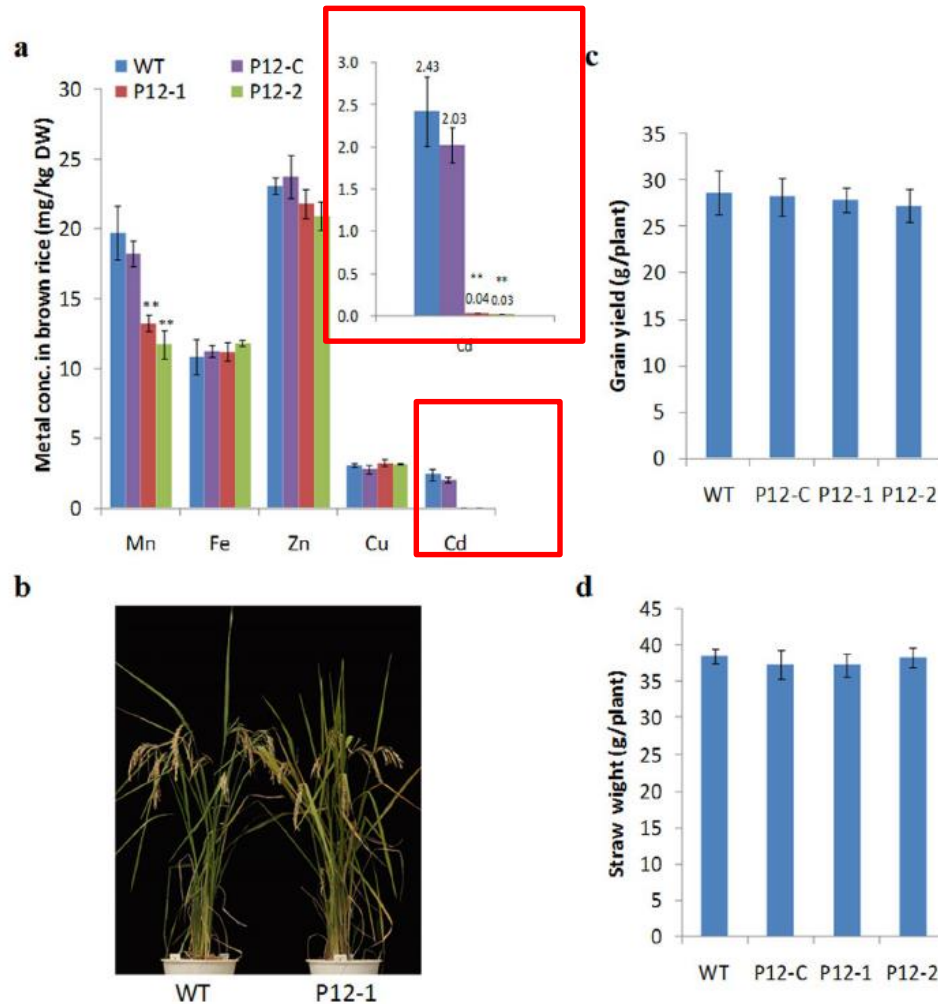 a
WT
P12-C
P12-1
P12-2
Metal conc. in brown rice (mg/kg DW)
30
25
20
15
10
5
0
**
**
Mn
Fe
Zn
Cu
Cd
3.0
2.5
2.0
1.5
1.0
0.5
0.0
2.43
2.03
**
**
0.04
0.03
Cd
c
Grain yield (g/plant)
35
30
25
20
15
10
5
0
WT
P12-C
P12-1
P12-2
b
WT
P12-1
d
Straw wight (g/plant)
45
40
35
30
25
20
15
10
5
0
WT
P12-C
P12-1
P12-2